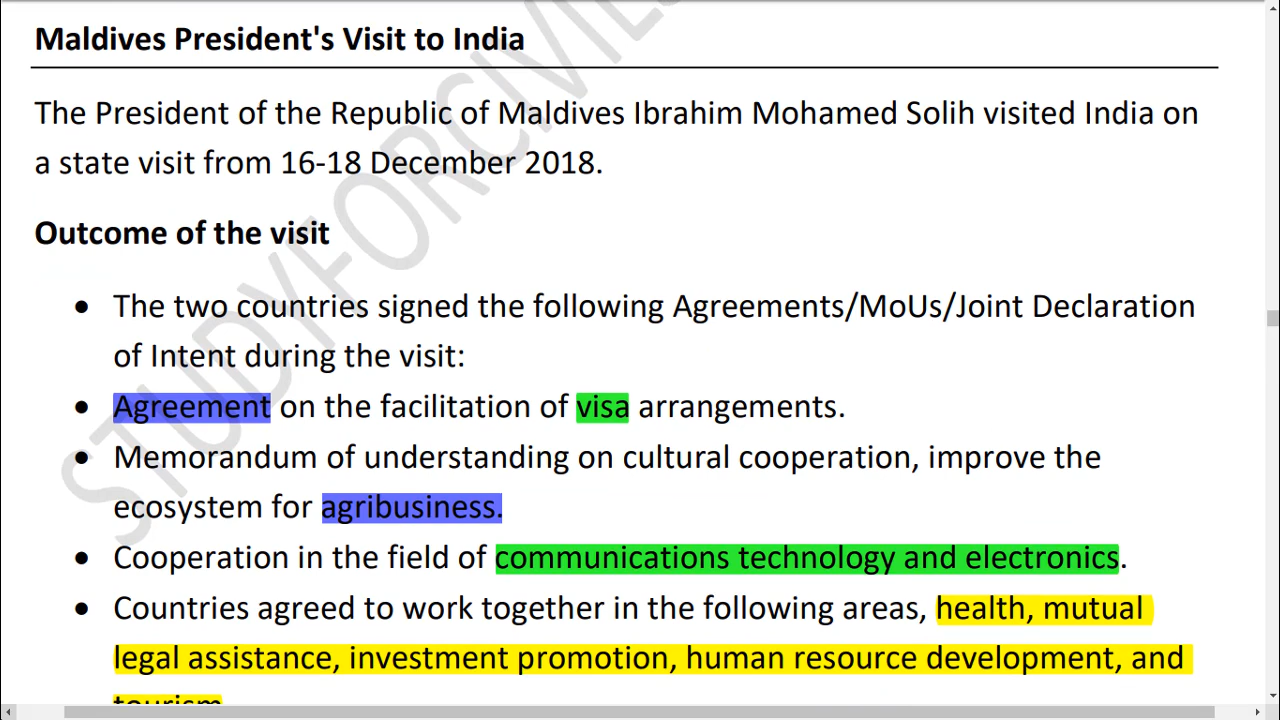 Maldives President's Visit to India
The President of the Republic of Maldives Ibrahim Mohamed Solih visited India on
a state visit from 16-18 December 2018.
Outcome of the visit
• The two countries signed the following Agreements/MoUs/Joint Declaration
of Intent during the visit:
• Agreement on the facilitation of visa arrangements.
• Memorandum of understanding on cultural cooperation, improve the
ecosystem for agribusiness.
• Cooperation in the field of communications technology and electronics.
• Countries agreed to work together in the following areas, health, mutual
legal assistance, investment promotion, human resource development, and
tourism
STUDYFORCIVIL